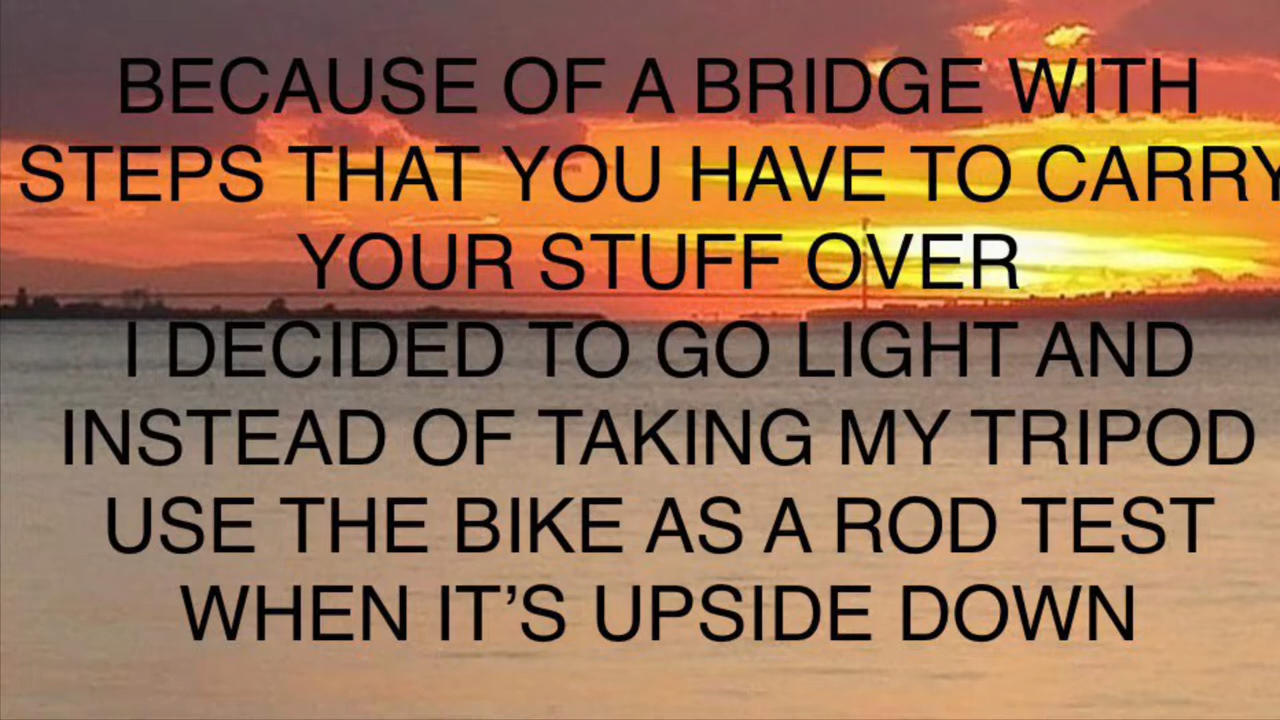 BECAUSE OF A BRIDGE WITH
STEPS THAT YOU HAVE TO CARRY
YOUR STUFF OVER
I DECIDED TO GO LIGHT AND
INSTEAD OF TAKING MY TRIPOD
USE THE BIKE AS A ROD TEST
WHEN IT’S UPSIDE DOWN